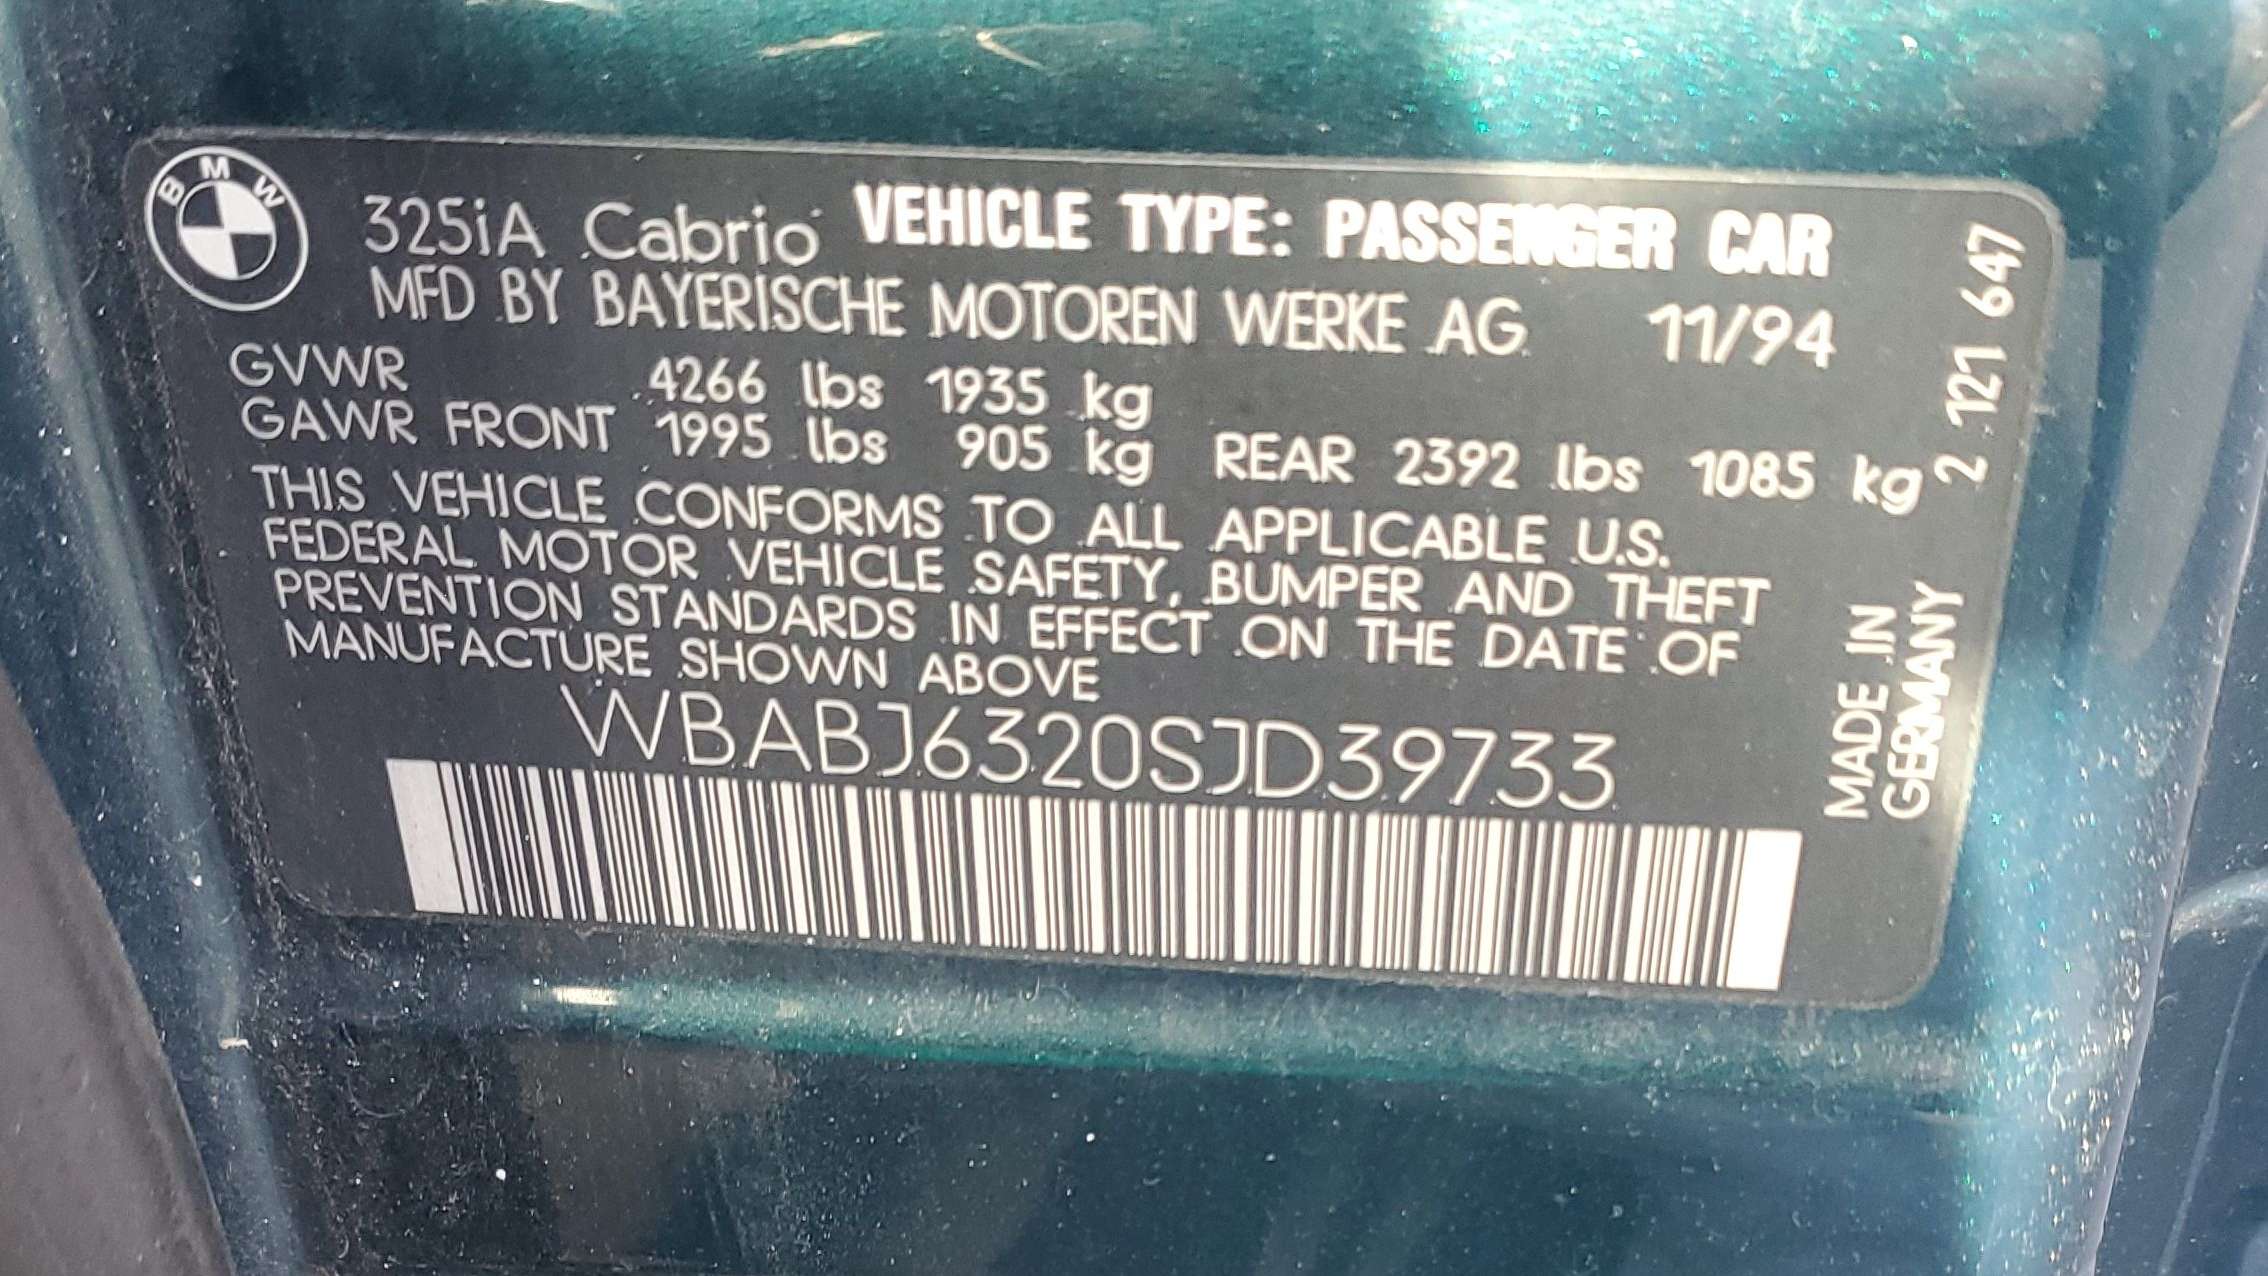 BMW
325iA Cabrio VEHICLE TYPE: PASSENGER CAR
MFD BY BAYERISCHE MOTOREN WERKE AG 11/94
GVWR 4266 lbs 1935 kg
GAWR FRONT 1995 lbs 905 kg REAR 2392 lbs 1085 kg
THIS VEHICLE CONFORMS TO ALL APPLICABLE U.S.
FEDERAL MOTOR VEHICLE SAFETY, BUMPER AND THEFT
PREVENTION STANDARDS IN EFFECT ON THE DATE OF
MANUFACTURE SHOWN ABOVE
WBABJ6320SJD39733
MADE IN
GERMANY
2 121 647